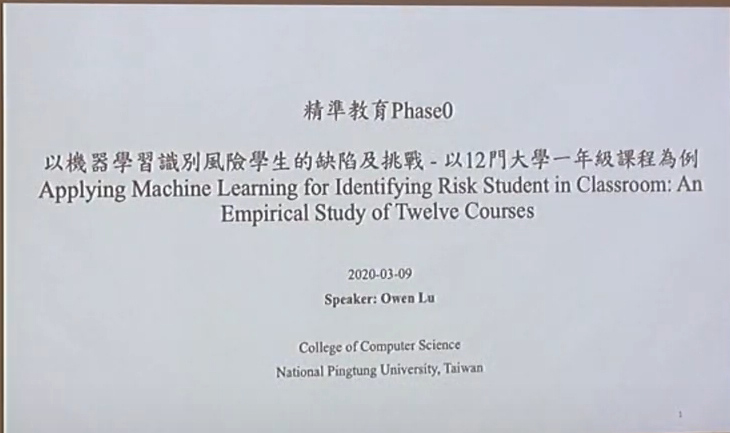 精準教育Phase0
以機器學習識別風險學生的缺陷及挑戰 - 以12門大學一年級課程為例
Applying Machine Learning for Identifying Risk Student in Classroom: An
Empirical Study of Twelve Courses
2020-03-09
Speaker: Owen Lu
College of Computer Science
National Pingtung University, Taiwan
1